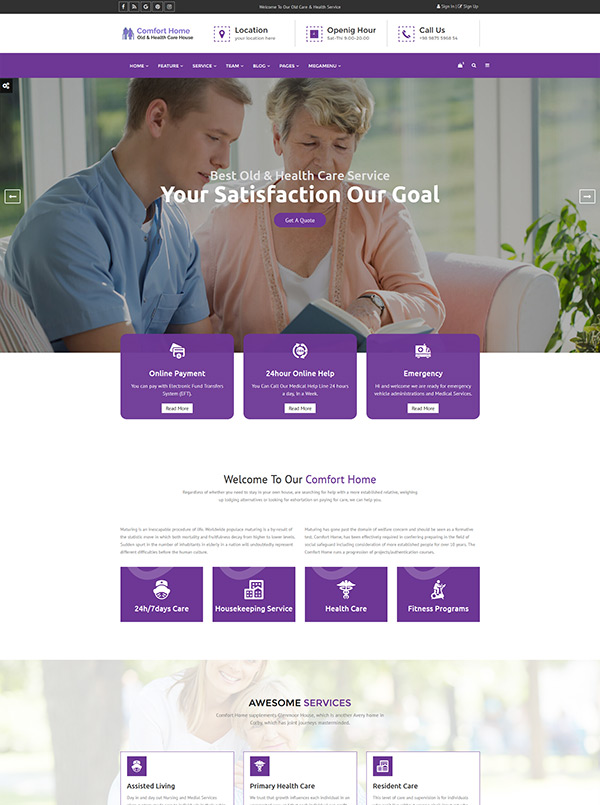 Welcome To Our Old Care & Health Service
Sign In | Sign Up
Comfort Home
Old & Health Care House
Location
your location here
Openig Hour
Sat-Thi 9.00-20.00
Call Us
+98 9875 5968 54
HOME
FEATURE
SERVICE
TEAM
BLOG
PAGES
MEGAMENU
Best Old & Health Care Service
Your Satisfaction Our Goal
Get A Quote
Online Payment
You can pay with Electronic Fund Transfers
System (EFT).
Read More
24hour Online Help
You Can Call Our Medical Help Line 24 hours
a day, In a Week.
Read More
Emergency
Hi and welcome we are ready for emergency
vehicle administrations and Medical Services.
Read More
Welcome To Our Comfort Home
Regardless of whether you need to stay in your own house, are searching for help with a more established relative, weighing
up lodging alternatives or looking for exhortation on paying for care, we can help you.
Maturing is an inescapable procedure of life. Worldwide populace maturing is a by-result of
the statistic move in which both mortality and fruitfulness decay from higher to lower levels.
Sudden spurt in the number of inhabitants in elderly in a nation will undoubtedly represent
different difficulties before the human culture.
Maturing has gone past the domain of welfare concern and should be seen as a formative
test. Comfort Home, has been effectively required in conferring preparing in the field of
social safeguard including consideration of more established people for over 10 years. The
Comfort Home runs a progression of projects/authentication courses.
24h/7days Care
Housekeeping Service
Health Care
Fitness Programs
AWESOME SERVICES
Comfort Home supplements Glenmoor House, which is another Avery home in
Corby, which has joint journeys masterminded.
Assisted Living
Day in and day out Nursing and Medial Services
Primary Health Care
We trust that growth influences each individual in an
Resident Care
This level of care and supervision is for individuals